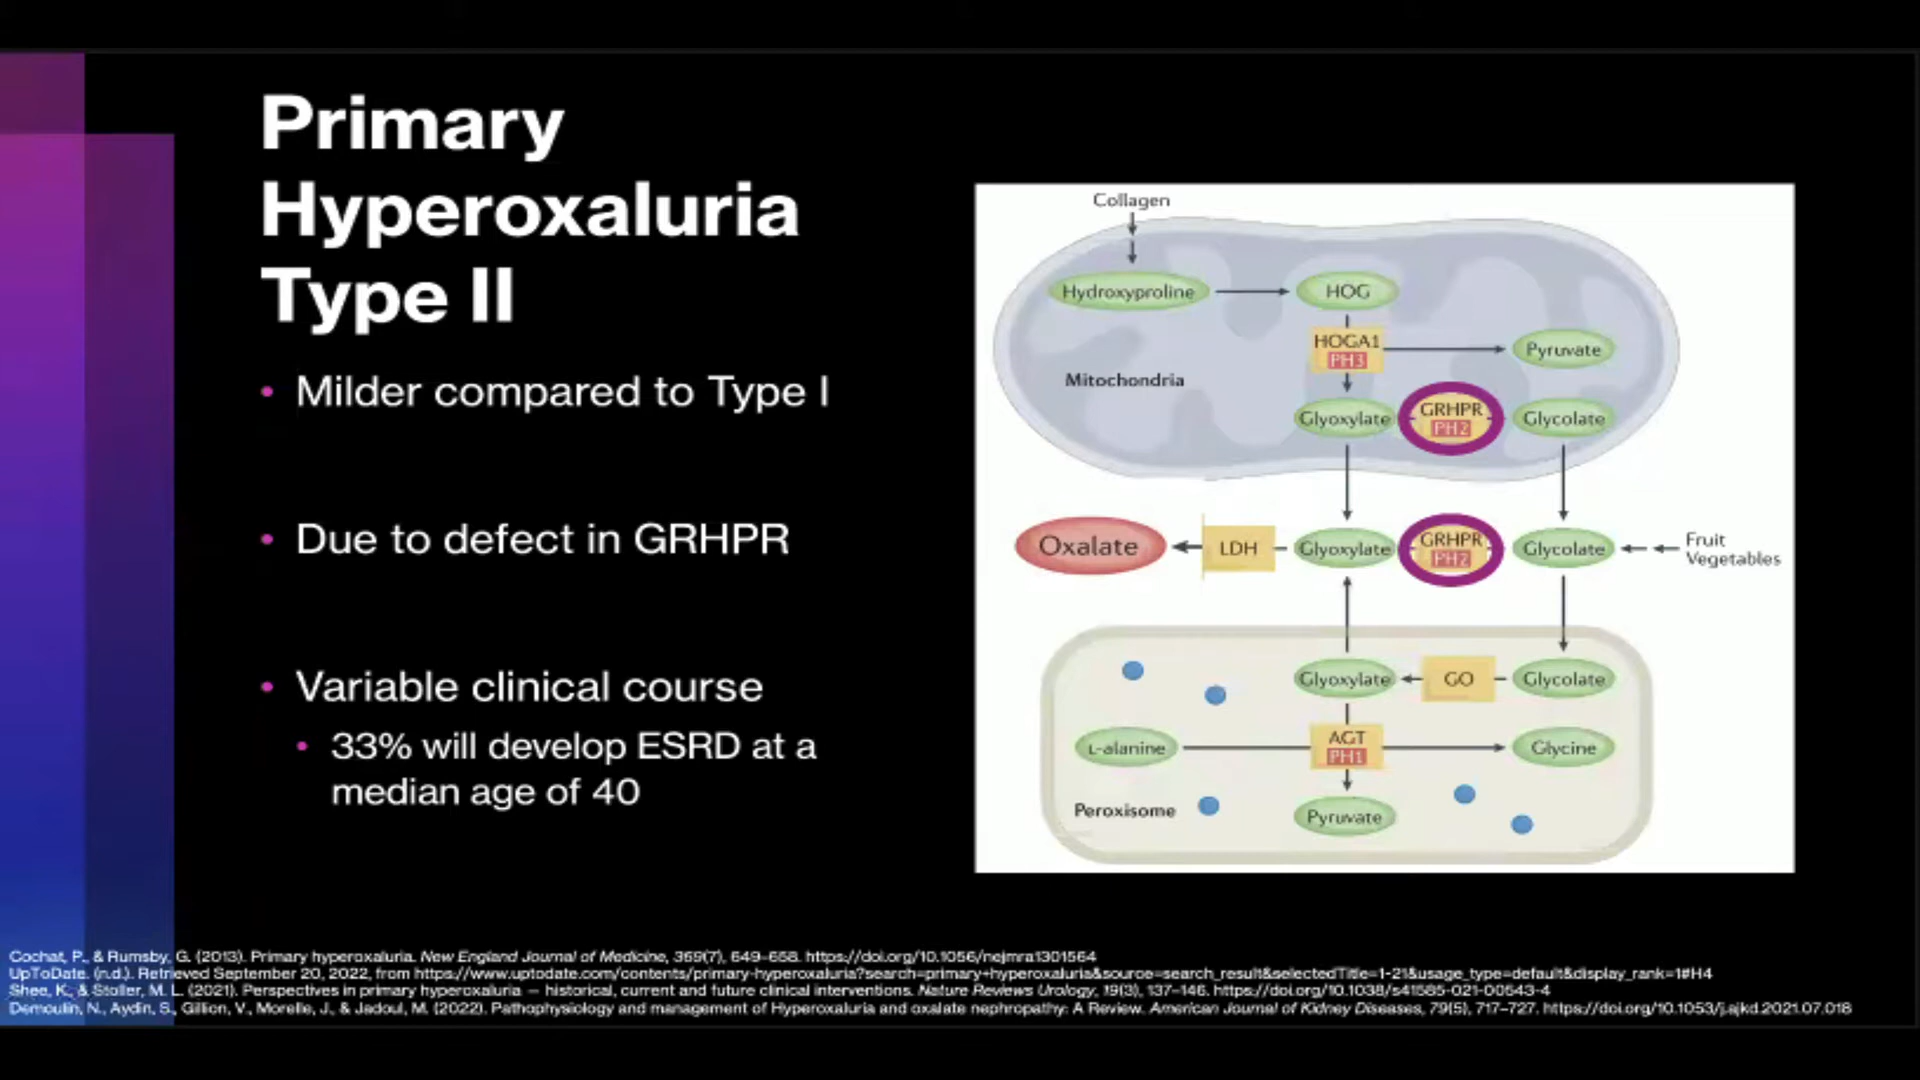 Primary
Hyperoxaluria
Type II
• Milder compared to Type I
• Due to defect in GRHPR
• Variable clinical course
• 33% will develop ESRD at a
median age of 40
Collagen
Hydroxyproline
HOG
HOGA1
PH3
Pyruvate
Mitochondria
Glyoxylate
GRHPR
PH2
Glycolate
Oxalate
LDH
Glyoxylate
GRHPR
PH2
Glycolate
Fruit
Vegetables
Glyoxylate
GO
Glycolate
L-alanine
AGT
PH1
Glycine
Peroxisome
Pyruvate
Cochat, P., & Rumsby, G. (2013). Primary hyperoxaluria. New England Journal of Medicine, 369(7), 649–658. https://doi.org/10.1056/nejmra1301564
UpToDate. (n.d.). Retrieved September 20, 2022, from https://www.uptodate.com/contents/primary-hyperoxaluria?search=primary+hyperoxaluria&source=search_result&selectedTitle=1~21&usage_type=default&display_rank=1#H4
Shee, K., & Stoller, M. L. (2021). Perspectives in primary hyperoxaluria — historical, current and future clinical interventions. Nature Reviews Urology, 19(3), 137–146. https://doi.org/10.1038/s41585-021-00543-4
Demoulin, N., Aydin, S., Gillion, V., Morelle, J., & Jadoul, M. (2022). Pathophysiology and management of Hyperoxaluria and oxalate nephropathy: A Review. American Journal of Kidney Diseases, 79(5), 717–727. https://doi.org/10.1053/j.ajkd.2021.07.018